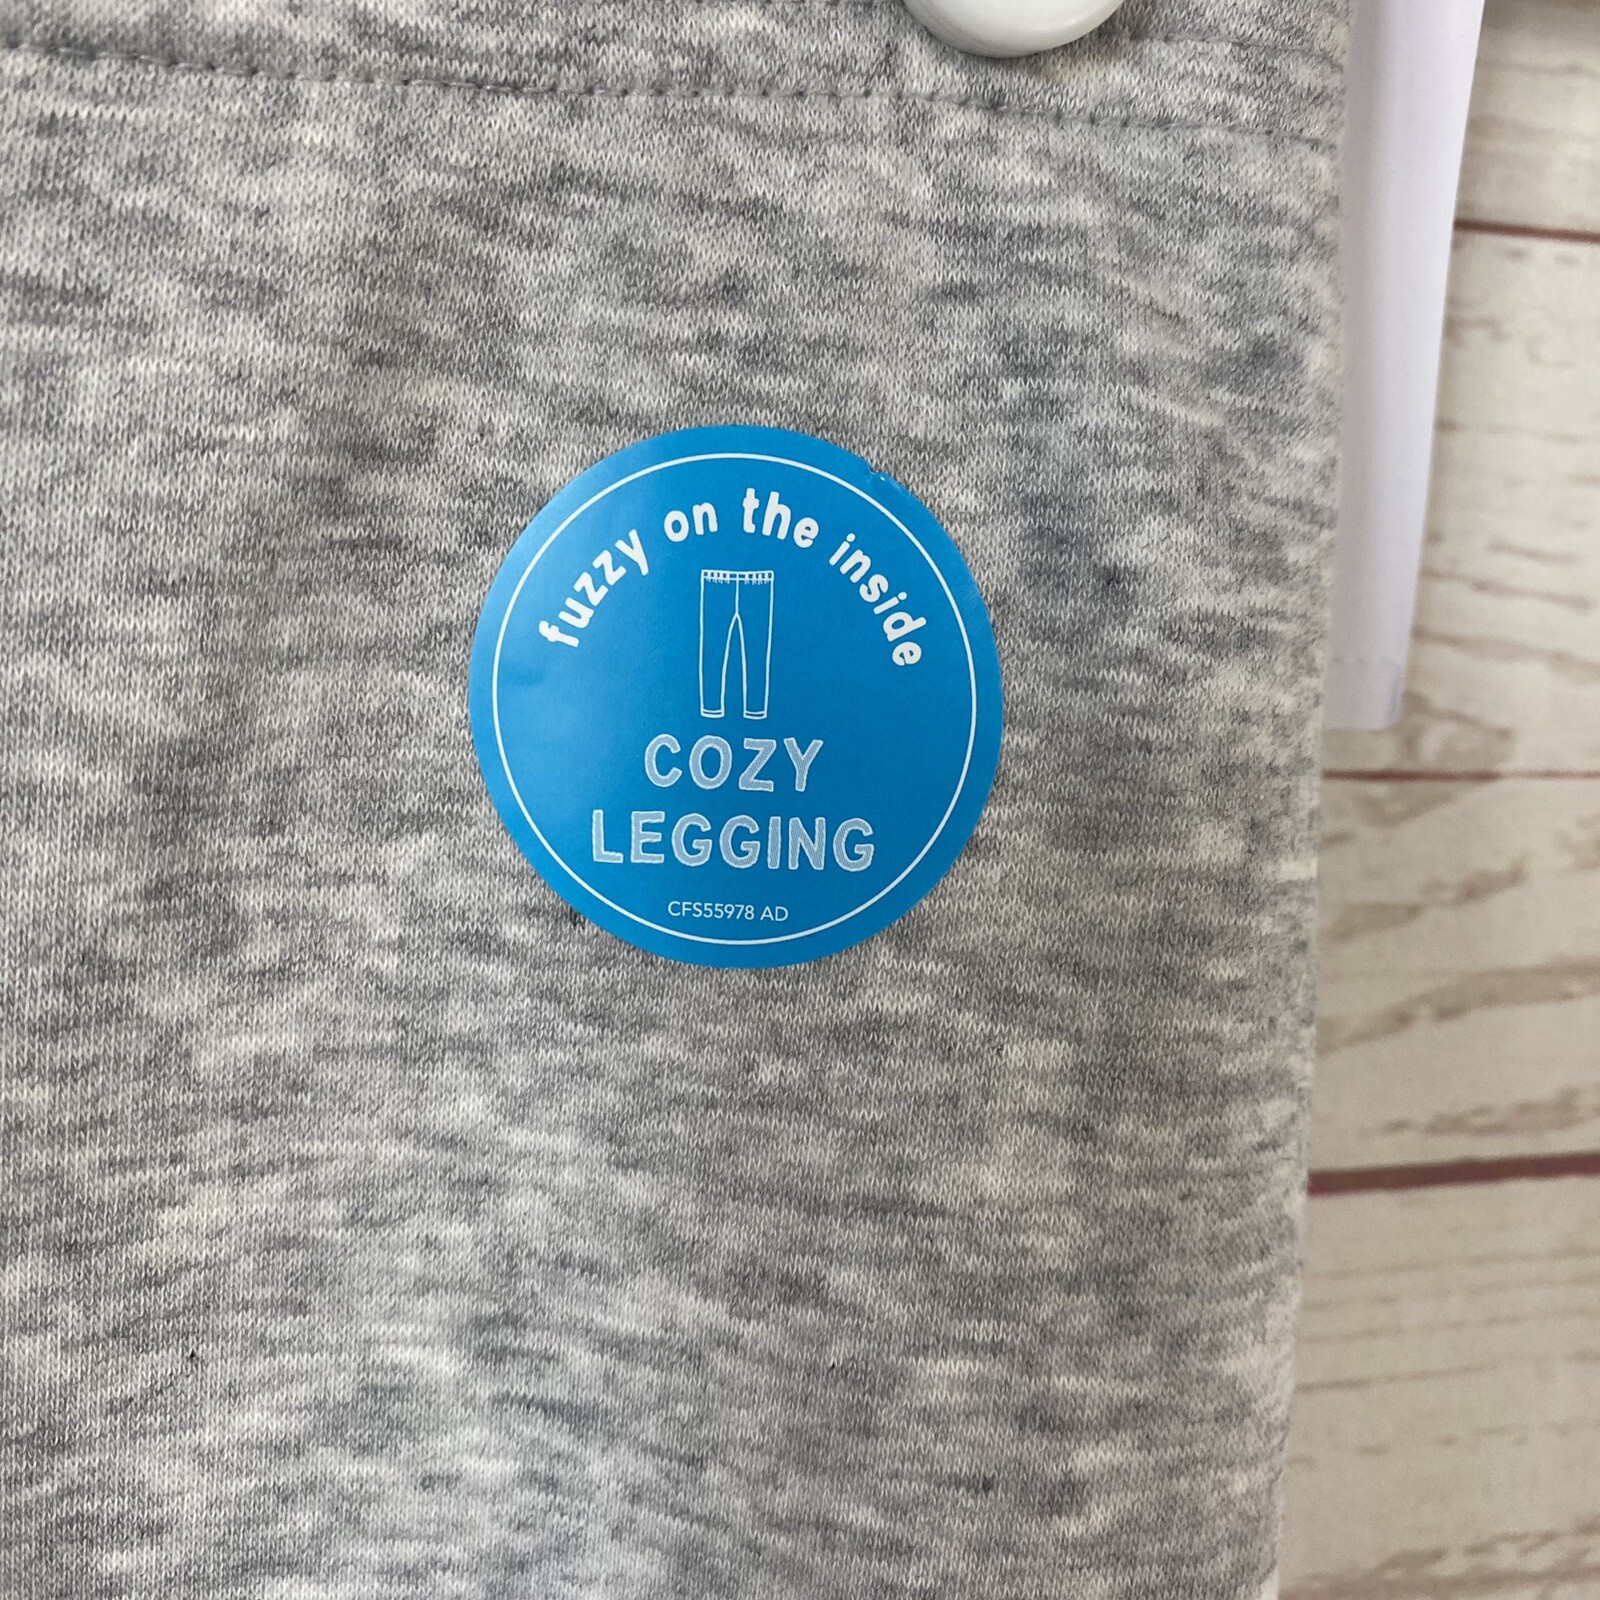 fuzzy on the inside
COZY
LEGGING
CFS55978 AD